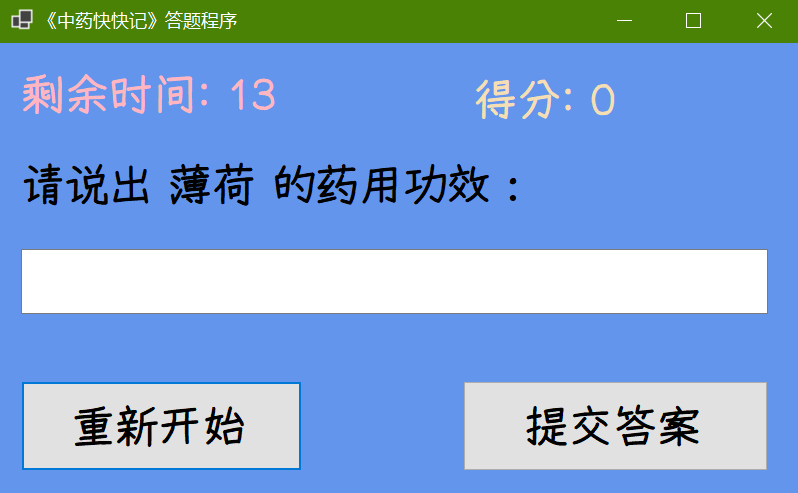 《中药快快记》答题程序
剩余时间: 13
得分: 0
请说出 薄荷 的药用功效：
重新开始
提交答案